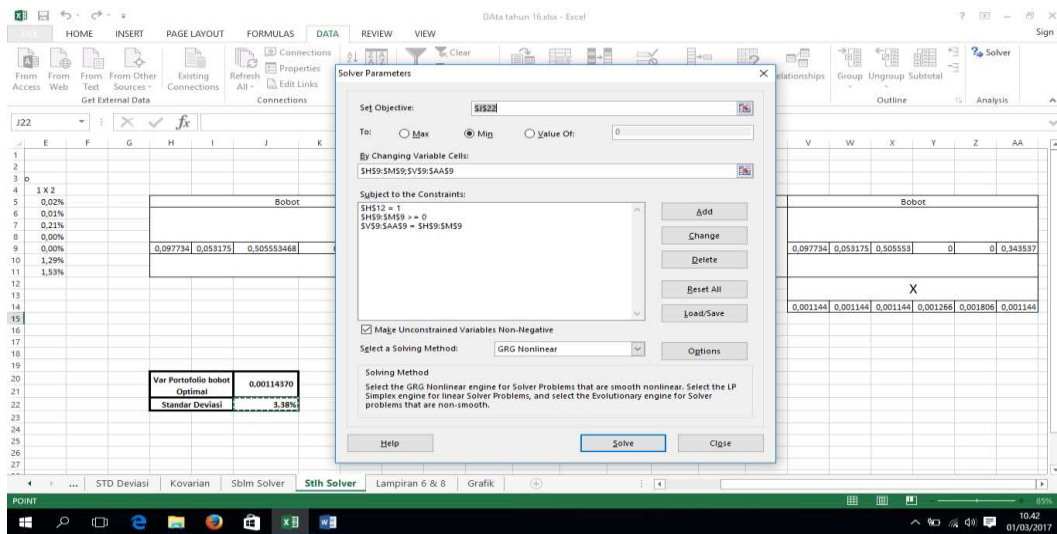 DAta tahun 16.xlsx - Excel
HOME INSERT PAGE LAYOUT FORMULAS DATA REVIEW VIEW
Sign
From Access
From Web
From Text
From Other Sources
Existing Connections
Refresh All
Connections
Properties
Edit Links
Clear
Group Ungroup Subtotal
Solver
Get External Data
Connections
Outline
Analysis
J22
fx
E F G H I J K
V W X Y Z AA
1 X 2
0,02%
0,01%
0,21%
0,00%
0,00%
1,29%
1,53%
Bobot
0,097734 0,053175 0,505553468
Var Portofolio bobot Optimal 0,00114370
Standar Deviasi 3,38%
Solver Parameters
Set Objective: $J$22
To: Max Min Value Of: 0
By Changing Variable Cells:
$H$9:$M$9;$V$9:$AA$9
Subject to the Constraints:
$H$12 = 1
$H$9:$M$9 >= 0
$V$9:$AA$9 = $H$9:$M$9
Add
Change
Delete
Reset All
Load/Save
Make Unconstrained Variables Non-Negative
Select a Solving Method: GRG Nonlinear
Options
Solving Method
Select the GRG Nonlinear engine for Solver Problems that are smooth nonlinear. Select the LP
Simplex engine for linear Solver Problems, and select the Evolutionary engine for Solver
problems that are non-smooth.
Help
Solve
Close
Bobot
0,097734 0,053175 0,505553 0 0 0,343537
X
0,001144 0,001144 0,001144 0,001266 0,001806 0,001144
... STD Deviasi Kovarian Sblm Solver Stlh Solver Lampiran 6 & 8 Grafik
POINT
85%
10.42
01/03/2017